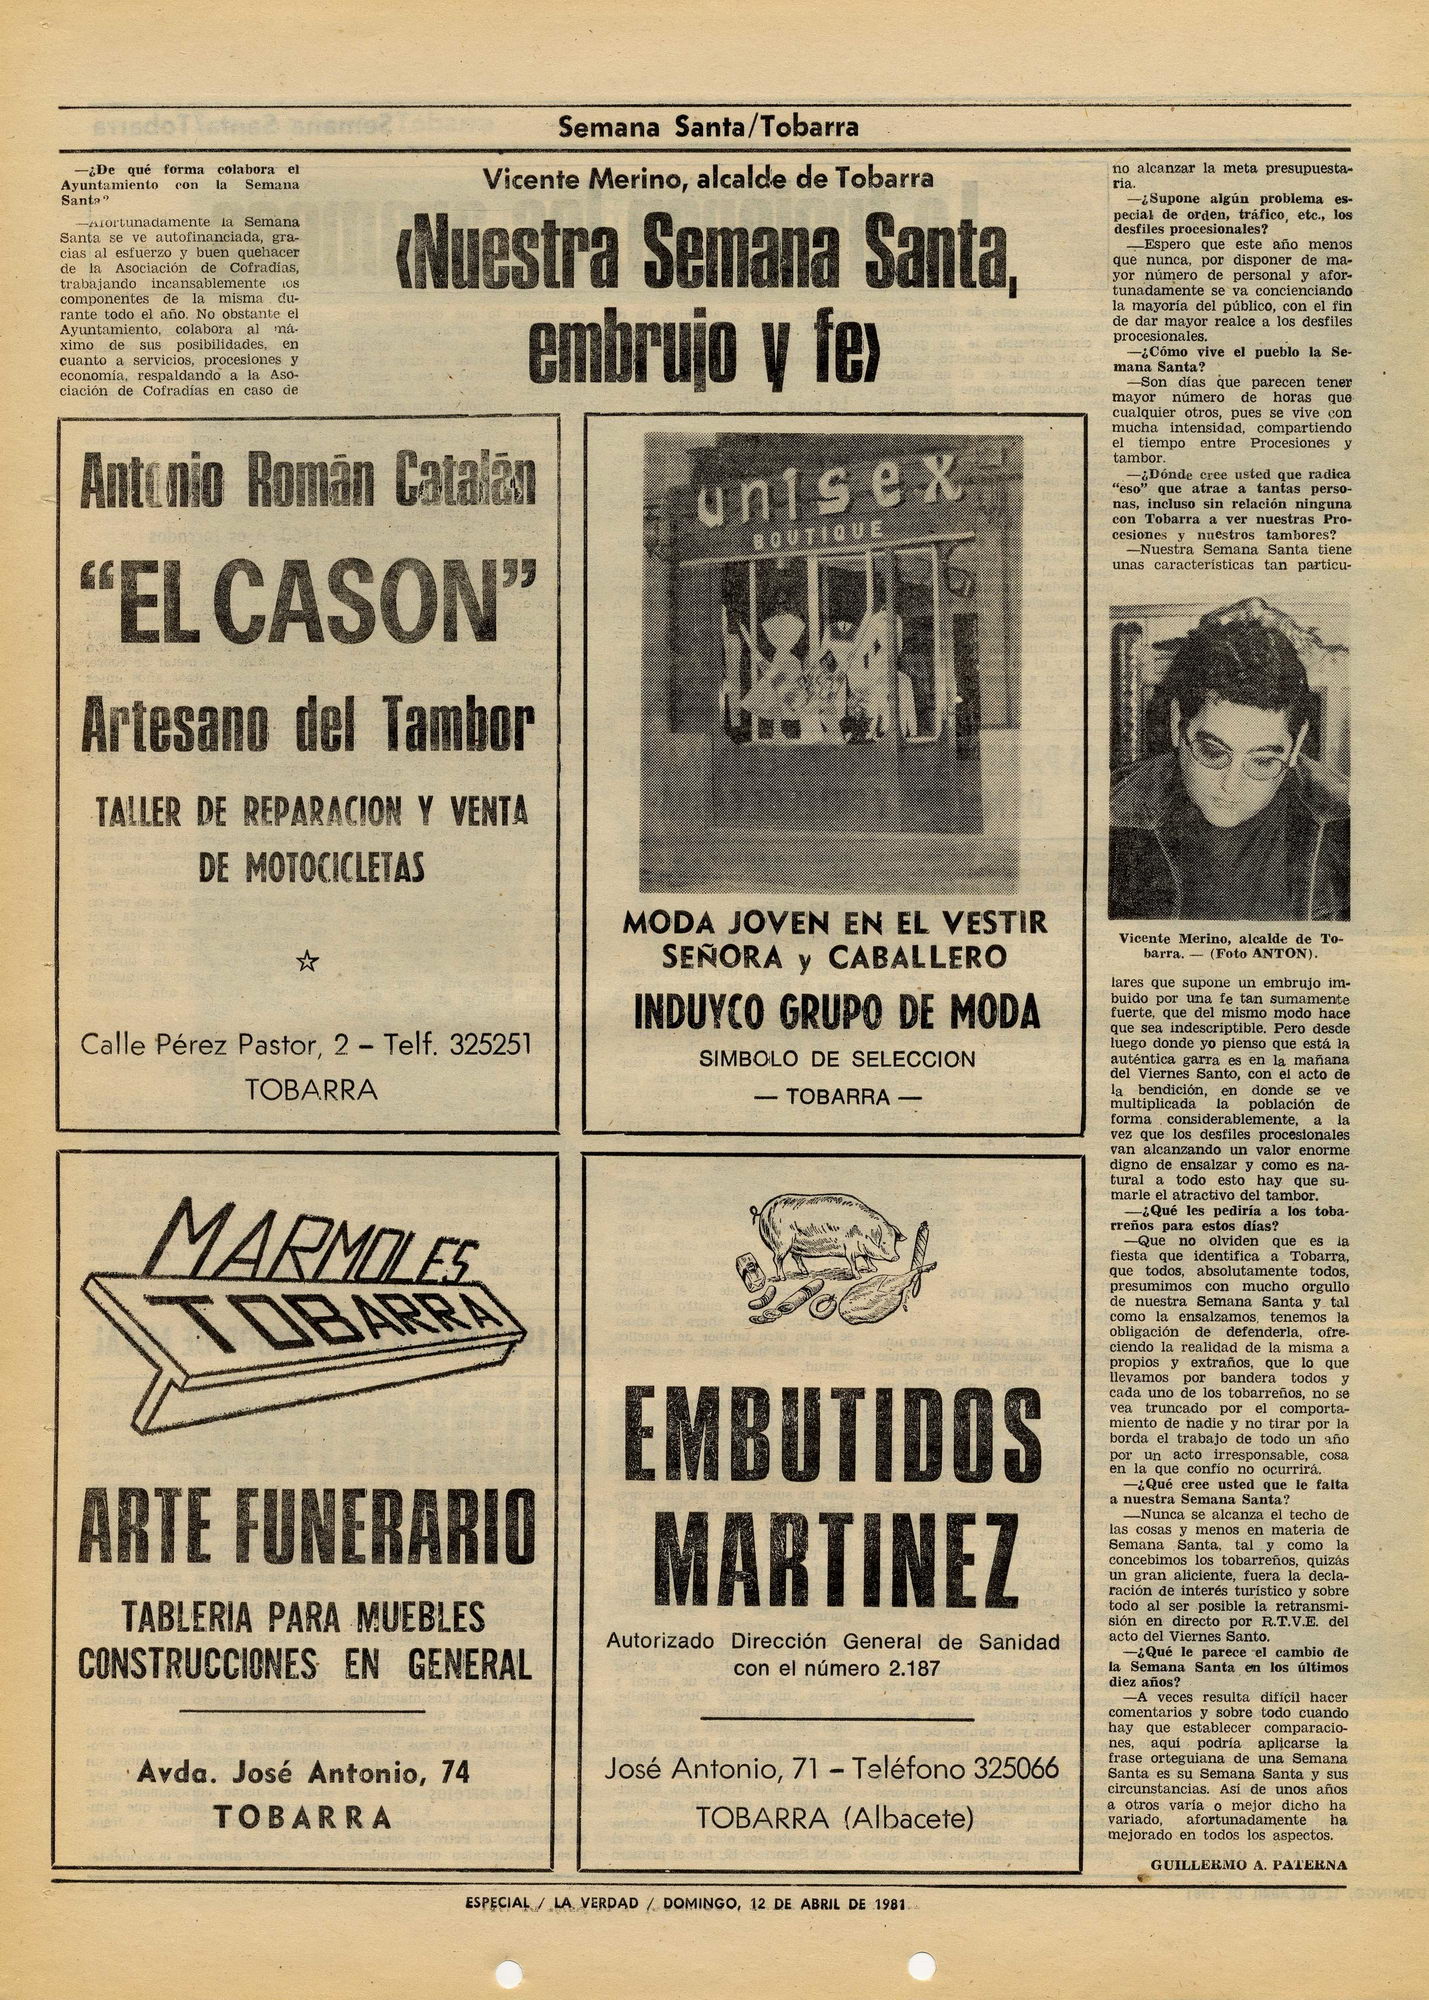 Semana Santa/Tobarra
Vicente Merino, alcalde de Tobarra
‹Nuestra Semana Santa,
embrujo y fe›
—¿De qué forma colabora el
Ayuntamiento con la Semana
Santa?
—Afortunadamente la Semana
Santa se ve autofinanciada, gra-
cias al esfuerzo y buen quehacer
de la Asociación de Cofradías,
trabajando incansablemente los
componentes de la misma du-
rante todo el año. No obstante el
Ayuntamiento, colabora al má-
ximo de sus posibilidades, en
cuanto a servicios, procesiones y
economía, respaldando a la Aso-
ciación de Cofradías en caso de
no alcanzar la meta presupuesta-
ria.
—¿Supone algún problema es-
pecial de orden, tráfico, etc., los
desfiles procesionales?
—Espero que este año menos
que nunca, por disponer de ma-
yor número de personal y afor-
tunadamente se va concienciando
la mayoría del público, con el fin
de dar mayor realce a los desfiles
procesionales.
—¿Cómo vive el pueblo la Se-
mana Santa?
—Son días que parecen tener
mayor número de horas que
cualquier otros, pues se vive con
mucha intensidad, compartiendo
el tiempo entre Procesiones y
tambor.
—¿Dónde cree usted que radica
“eso” que atrae a tantas perso-
nas, incluso sin relación ninguna
con Tobarra a ver nuestras Pro-
cesiones y nuestros tambores?
—Nuestra Semana Santa tiene
unas características tan particu-
Vicente Merino, alcalde de To-
barra. — (Foto ANTON).
lares que supone un embrujo im-
buido por una fe tan sumamente
fuerte, que del mismo modo hace
que sea indescriptible. Pero desde
luego donde yo pienso que está la
auténtica garra es en la mañana
del Viernes Santo, con el acto de
la bendición, en donde se ve
multiplicada la población de
forma considerablemente, a la
vez que los desfiles procesionales
van alcanzando un valor enorme
digno de ensalzar y como es na-
tural a todo esto hay que su-
marle el atractivo del tambor.
—¿Qué les pediría a los toba-
rreños para estos días?
—Que no olviden que es la
fiesta que identifica a Tobarra,
que todos, absolutamente todos,
presumimos con mucho orgullo
de nuestra Semana Santa y tal
como la ensalzamos, tenemos la
obligación de defenderla, ofre-
ciendo la realidad de la misma a
propios y extraños, que lo que
llevamos por bandera todos y
cada uno de los tobarreños, no se
vea truncado por el comporta-
miento de nadie y no tirar por la
borda el trabajo de todo un año
por un acto irresponsable, cosa
en la que confío no ocurrirá.
—¿Qué cree usted que le falta
a nuestra Semana Santa?
—Nunca se alcanza el techo de
las cosas y menos en materia de
Semana Santa, tal y como la
concebimos los tobarreños, quizás
un gran aliciente, fuera la decla-
ración de interés turístico y sobre
todo al ser posible la retransmi-
sión en directo por R.T.V.E. del
acto del Viernes Santo.
—¿Qué le parece el cambio de
la Semana Santa en los últimos
diez años?
—A veces resulta difícil hacer
comentarios y sobre todo cuando
hay que establecer comparacio-
nes, aquí podría aplicarse la
frase orteguiana de una Semana
Santa es su Semana Santa y sus
circunstancias. Así de unos años
a otros varía o mejor dicho ha
variado, afortunadamente ha
mejorado en todos los aspectos.
GUILLERMO A. PATERNA
Antonio Román Catalán
“EL CASON”
Artesano del Tambor
TALLER DE REPARACION Y VENTA
DE MOTOCICLETAS
Calle Pérez Pastor, 2 – Telf. 325251
TOBARRA
unisex
BOUTIQUE
MODA JOVEN EN EL VESTIR
SEÑORA y CABALLERO
INDUYCO GRUPO DE MODA
SIMBOLO DE SELECCION
— TOBARRA —
MARMOLES
TOBARRA
ARTE FUNERARIO
TABLERIA PARA MUEBLES
CONSTRUCCIONES EN GENERAL
Avda. José Antonio, 74
TOBARRA
EMBUTIDOS
MARTINEZ
Autorizado Dirección General de Sanidad
con el número 2.187
José Antonio, 71 – Teléfono 325066
TOBARRA (Albacete)
ESPECIAL / LA VERDAD / DOMINGO, 12 DE ABRIL DE 1981